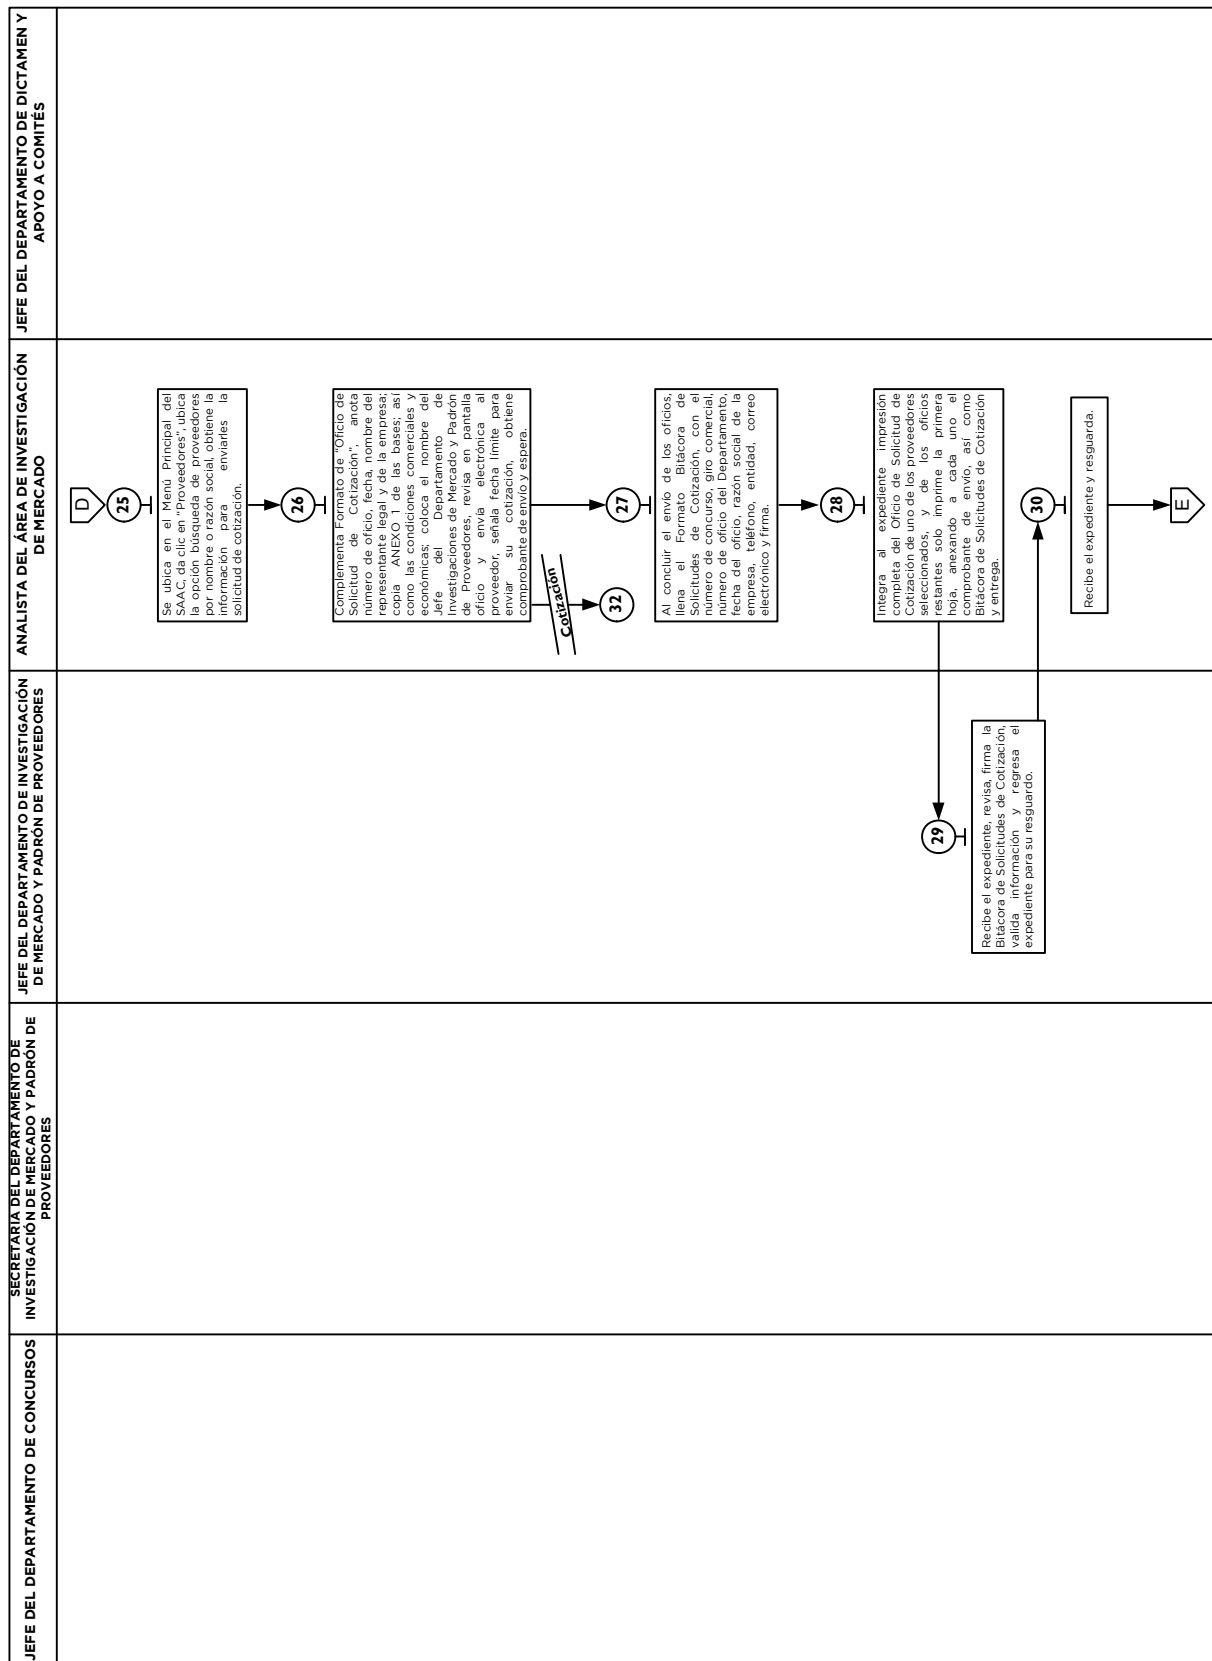 JEFE DEL DEPARTAMENTO DE CONCURSOS
SECRETARIA DEL DEPARTAMENTO DE
INVESTIGACIÓN DE MERCADO Y PADRÓN DE
PROVEEDORES
JEFE DEL DEPARTAMENTO DE INVESTIGACIÓN
DE MERCADO Y PADRÓN DE PROVEEDORES
ANALISTA DEL ÁREA DE INVESTIGACIÓN
DE MERCADO
JEFE DEL DEPARTAMENTO DE DICTAMEN Y
APOYO A COMITÉS
D
25
Se ubica en el Menú Principal del
SAAC, da clic en "Proveedores", ubica
la opción búsqueda de proveedores
por nombre o razón social, obtiene la
información para enviarles la
solicitud de cotización.
26
Complementa Formato de "Oficio de
Solicitud de Cotización", anota
número de oficio, fecha, nombre del
representante legal y de la empresa;
copia ANEXO 1 de las bases; así
como las condiciones comerciales y
económicas; coloca el nombre del
Jefe del Departamento de
Investigaciones de Mercado y Padrón
de Proveedores, revisa en pantalla
oficio y envía electrónica al
proveedor, señala fecha límite para
enviar su cotización, obtiene
comprobante de envío y espera.
Cotización
32
27
Al concluir el envío de los oficios,
llena el Formato Bitácora de
Solicitudes de Cotización, con el
número de concurso, giro comercial,
número de oficio del Departamento,
fecha del oficio, razón social de la
empresa, teléfono, entidad, correo
electrónico y firma.
28
Integra al expediente impresión
completa del Oficio de Solicitud de
Cotización de uno de los proveedores
seleccionados, y de los oficios
restantes solo imprime la primera
hoja, anexando a cada uno el
comprobante de envío, así como
Bitácora de Solicitudes de Cotización
y entrega.
29
Recibe el expediente, revisa, firma la
Bitácora de Solicitudes de Cotización,
valida información y regresa el
expediente para su resguardo.
30
Recibe el expediente y resguarda.
E